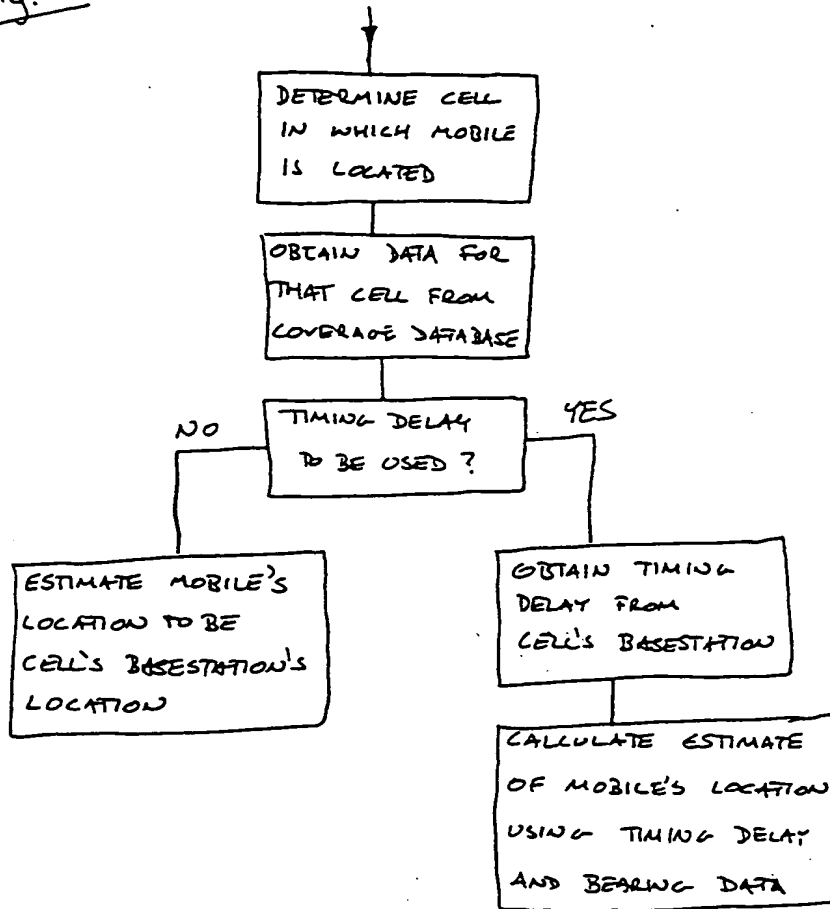 DETERMINE CELL
IN WHICH MOBILE
IS LOCATED
OBTAIN DATA FOR
THAT CELL FROM
COVERAGE DATABASE
TIMING DELAY
TO BE USED ?
NO
YES
ESTIMATE MOBILE'S
LOCATION TO BE
CELL'S BASESTATION'S
LOCATION
OBTAIN TIMING
DELAY FROM
CELL'S BASESTATION
CALCULATE ESTIMATE
OF MOBILE'S LOCATION
USING TIMING DELAY
AND BEARING DATA